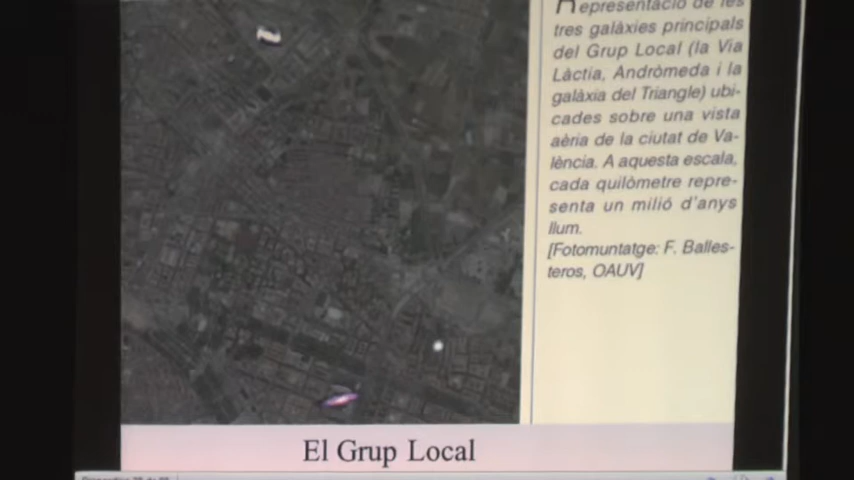 Representació de les
tres galàxies principals
del Grup Local (la Via
Làctia, Andròmeda i la
galàxia del Triangle) ubi-
cades sobre una vista
aèria de la ciutat de Va-
lència. A aquesta escala,
cada quilòmetre repre-
senta un milió d'anys
llum.
[Fotomuntatge: F. Balles-
teros, OAUV]
El Grup Local